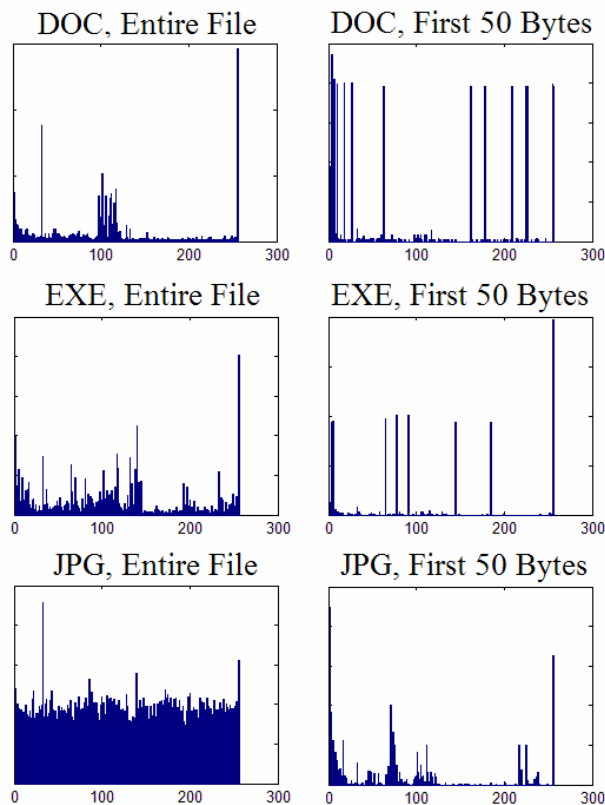 DOC, Entire File
DOC, First 50 Bytes
0 100 200 300
0 100 200 300
EXE, Entire File
EXE, First 50 Bytes
0 100 200 300
0 100 200 300
JPG, Entire File
JPG, First 50 Bytes
0 100 200 300
0 100 200 300